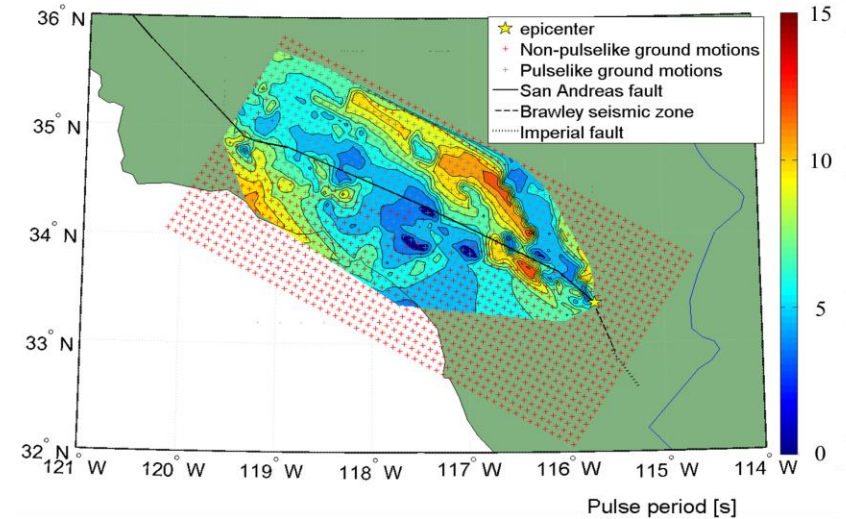 36° N
35° N
34° N
33° N
32° N
121° W
120° W
119° W
118° W
117° W
116° W
115° W
114° W
epicenter
Non-pulselike ground motions
Pulselike ground motions
San Andreas fault
Brawley seismic zone
Imperial fault
15
10
5
0
Pulse period [s]